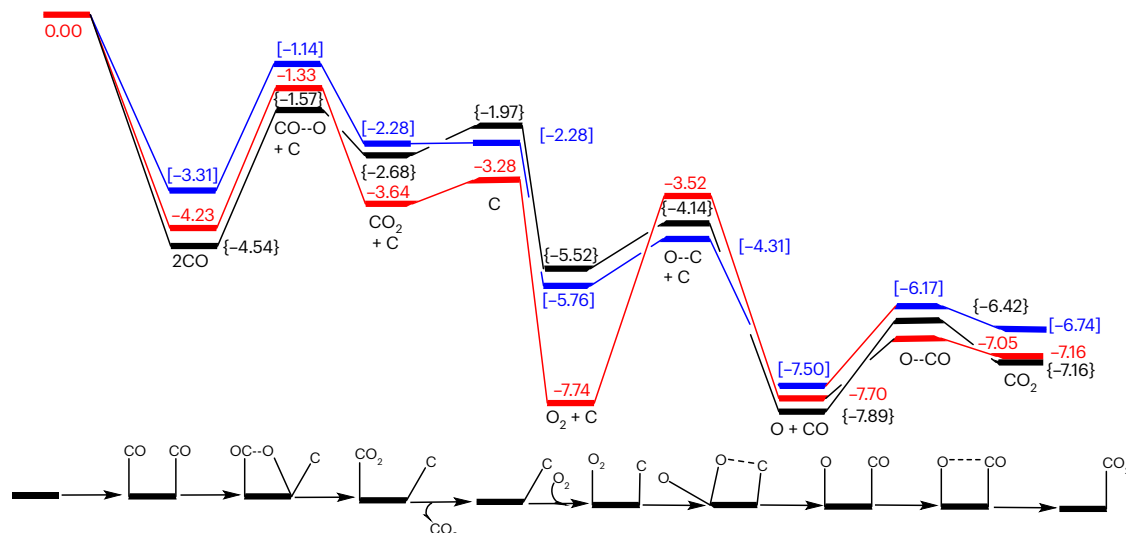 0.00
[−3.31]
−4.23
{−4.54}
2CO
[−1.14]
−1.33
{−1.57}
CO--O
+ C
[−2.28]
{−2.68}
−3.64
CO2
+ C
{−1.97}
[−2.28]
−3.28
C
{−5.52}
[−5.76]
−7.74
O2 + C
−3.52
{−4.14}
O--C
+ C
[−4.31]
[−7.50]
−7.70
{−7.89}
O + CO
[−6.17]
{−6.42}
−7.05
O--CO
[−6.74]
−7.16
{−7.16}
CO2
CO CO
OC--O C
CO2 C
CO2
C
O2
O2 C
O O C
O CO
O CO
CO2